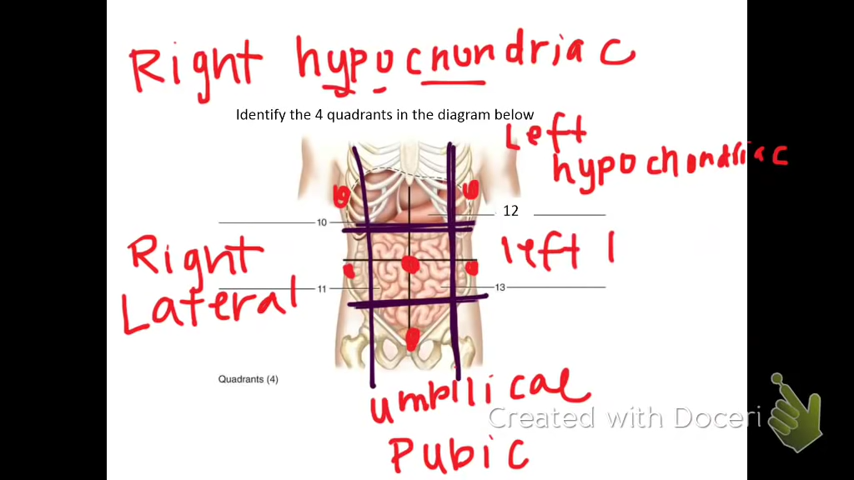 Right hypochundriac
Identify the 4 quadrants in the diagram below
Left
hypochondriac
12
10
Right
Lateral
left l
11
13
Quadrants (4)
umbilical
Created with Doceri
Pubic